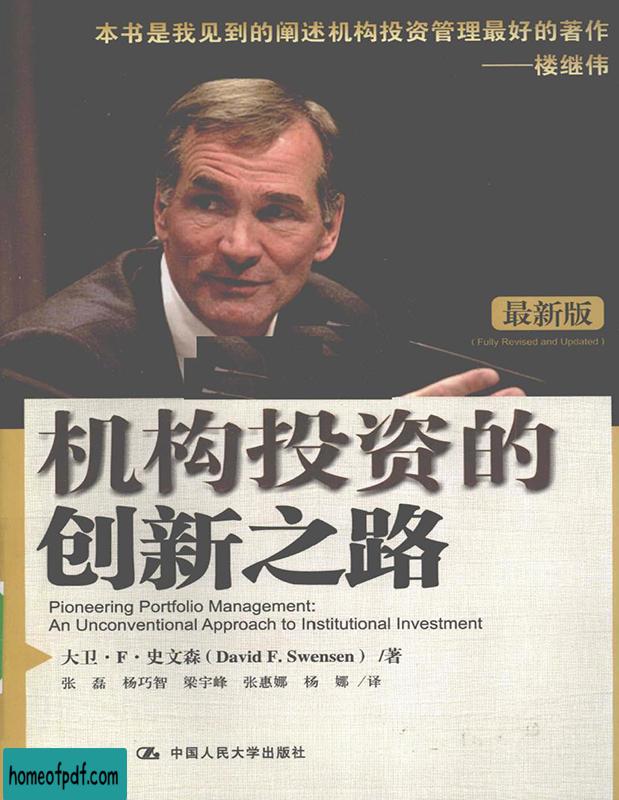 本书是我见到的阐述机构投资管理最好的著作
——楼继伟
最新版
(Fully Revised and Updated)
机构投资的
创新之路
Pioneering Portfolio Management:
An Unconventional Approach to Institutional Investment
大卫·F·史文森(David F. Swensen) /著
张 磊 杨巧智 梁宇峰 张惠娜 杨 娜 /译
中国人民大学出版社
homeofpdf.com